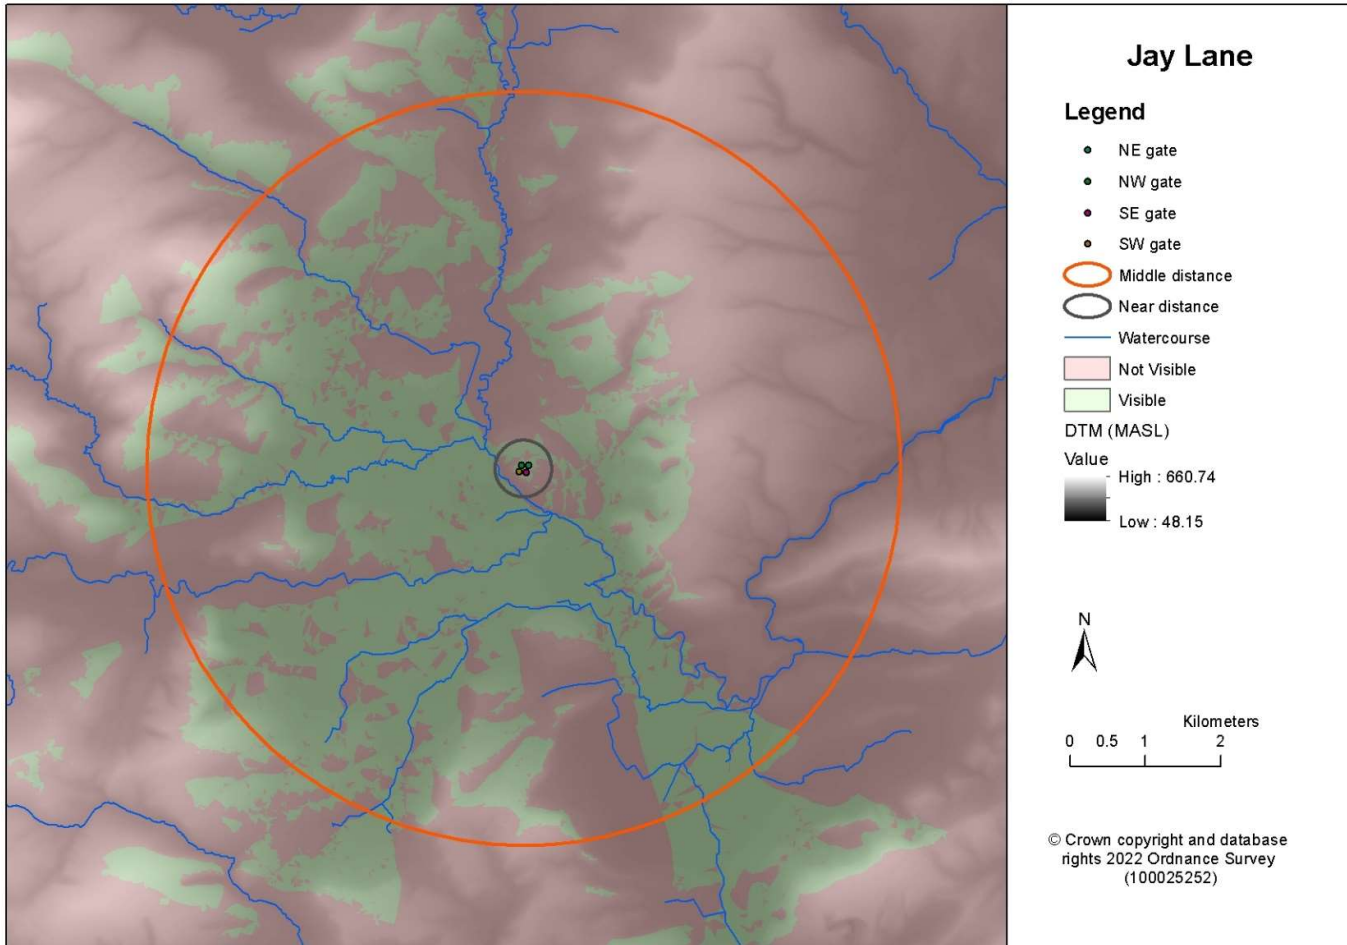 Jay Lane
Legend
NE gate
NW gate
SE gate
SW gate
Middle distance
Near distance
Watercourse
Not Visible
Visible
DTM (MASL)
Value
High : 660.74
Low : 48.15
N
Kilometers
0 0.5 1 2
© Crown copyright and database
rights 2022 Ordnance Survey
(100025252)